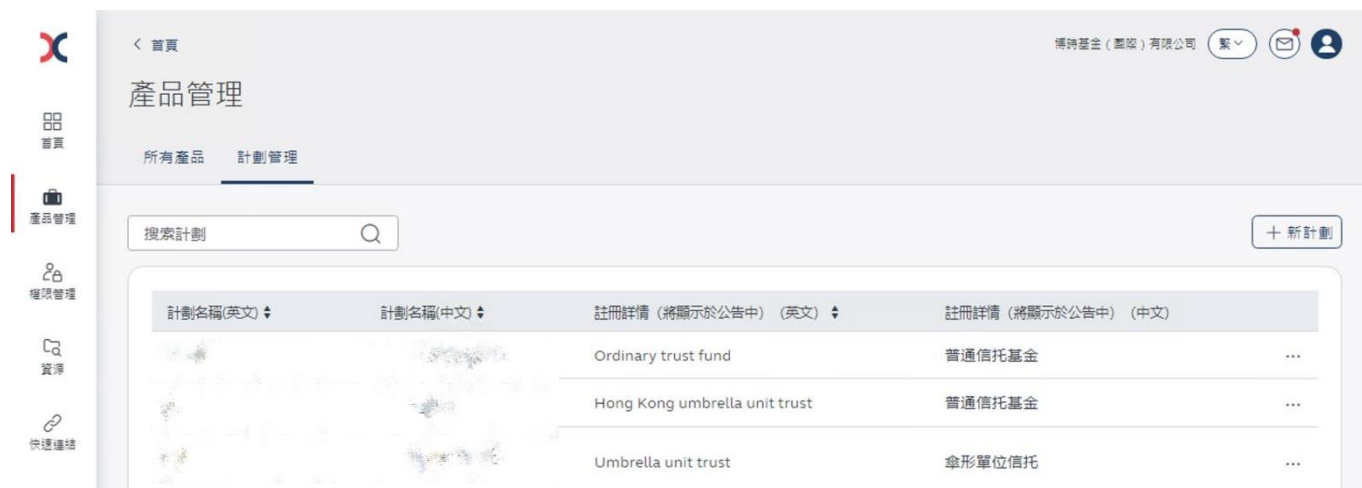 首頁
博時基金（國際）有限公司 繁
產品管理
首頁
所有產品 計劃管理
產品管理
搜索計劃
新計劃
權限管理
計劃名稱(英文) 計劃名稱(中文) 註冊詳情（將顯示於公告中）（英文） 註冊詳情（將顯示於公告中）（中文）
資源
Ordinary trust fund 普通信托基金 ...
Hong Kong umbrella unit trust 普通信托基金 ...
快速連結
Umbrella unit trust 傘形單位信托 ...